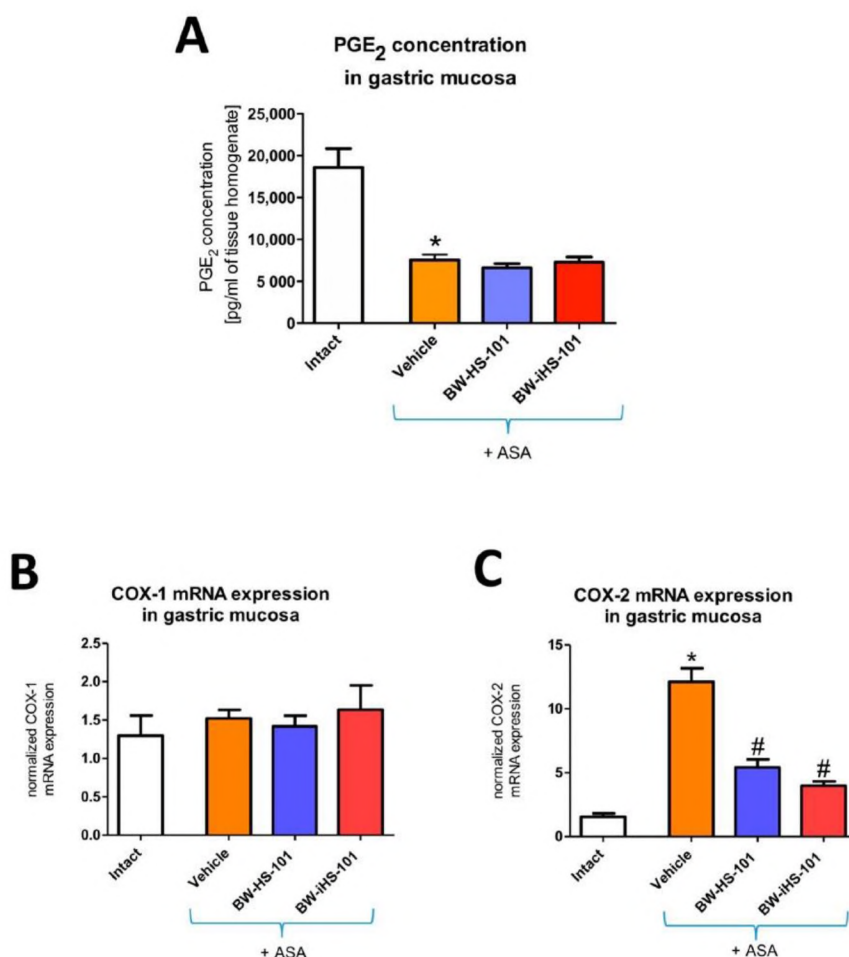 A
PGE2 concentration
in gastric mucosa
PGE2 concentration
[pg/ml of tissue homogenate]
25,000
20,000
15,000
10,000
5 000
0
*
Intact
Vehicle
BW-HS-101
BW-iHS-101
+ ASA
B
COX-1 mRNA expression
in gastric mucosa
normalized COX-1
mRNA expression
2.5
2.0
1.5
1.0
0.5
0.0
Intact
Vehicle
BW-HS-101
BW-iHS-101
+ ASA
C
COX-2 mRNA expression
in gastric mucosa
normalized COX-2
mRNA expression
15
10
5
0
*
#
#
Intact
Vehicle
BW-HS-101
BW-iHS-101
+ ASA